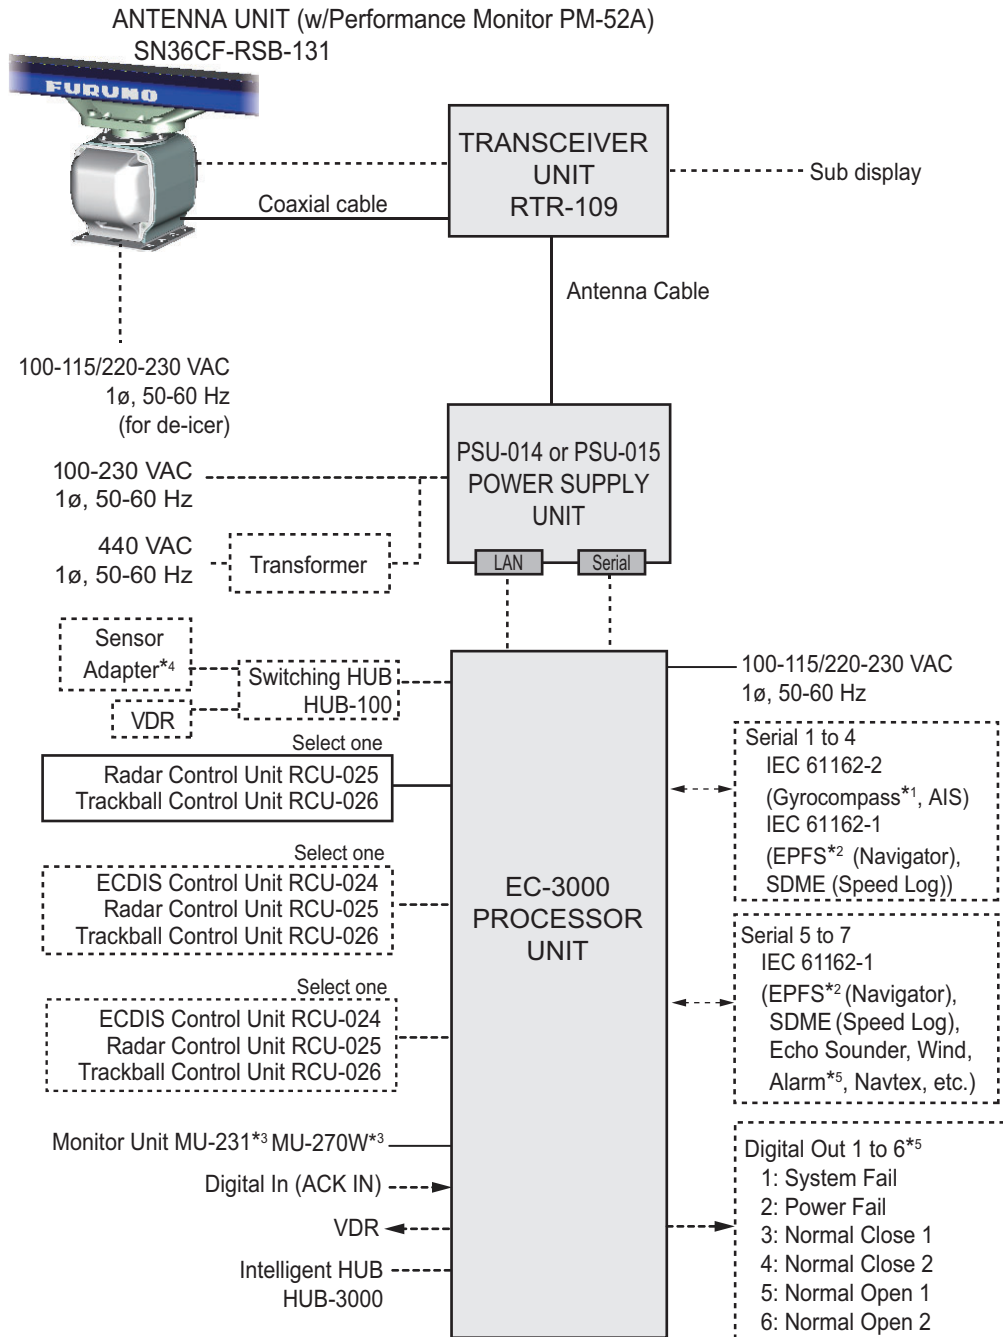 ANTENNA UNIT (w/Performance Monitor PM-52A)
SN36CF-RSB-131
FURUNO
TRANSCEIVER
UNIT
RTR-109
Sub display
Coaxial cable
Antenna Cable
100-115/220-230 VAC
1ø, 50-60 Hz
(for de-icer)
PSU-014 or PSU-015
POWER SUPPLY
UNIT
100-230 VAC
1ø, 50-60 Hz
440 VAC
1ø, 50-60 Hz
Transformer
LAN
Serial
Sensor
Adapter*4
Switching HUB
HUB-100
VDR
100-115/220-230 VAC
1ø, 50-60 Hz
Select one
Radar Control Unit RCU-025
Trackball Control Unit RCU-026
Serial 1 to 4
IEC 61162-2
(Gyrocompass*1, AIS)
IEC 61162-1
(EPFS*2 (Navigator),
SDME (Speed Log))
Select one
ECDIS Control Unit RCU-024
Radar Control Unit RCU-025
Trackball Control Unit RCU-026
EC-3000
PROCESSOR
UNIT
Serial 5 to 7
IEC 61162-1
(EPFS*2 (Navigator),
SDME (Speed Log),
Echo Sounder, Wind,
Alarm*5, Navtex, etc.)
Select one
ECDIS Control Unit RCU-024
Radar Control Unit RCU-025
Trackball Control Unit RCU-026
Monitor Unit MU-231*3 MU-270W*3
Digital In (ACK IN)
VDR
Intelligent HUB
HUB-3000
Digital Out 1 to 6*5
1: System Fail
2: Power Fail
3: Normal Close 1
4: Normal Close 2
5: Normal Open 1
6: Normal Open 2